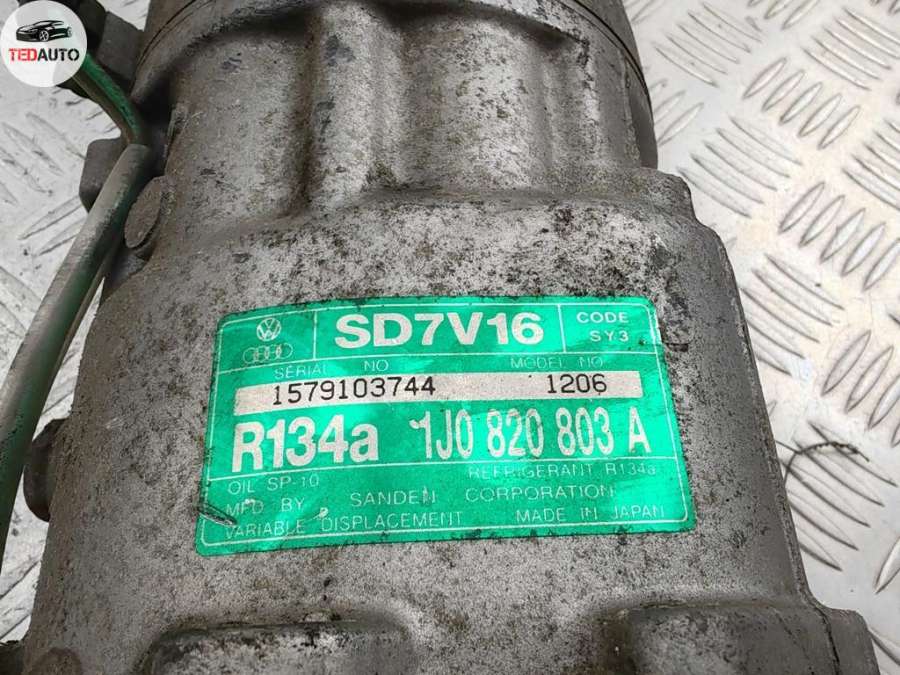 TEDAUTO
SD7V16
CODE
SY3
SERIAL NO MODEL NO
1579103744 1206
R134a 1J0 820 803 A
OIL SP-10 REFRIGERANT R134a
MFD BY SANDEN CORPORATION
VARIABLE DISPLACEMENT MADE IN JAPAN